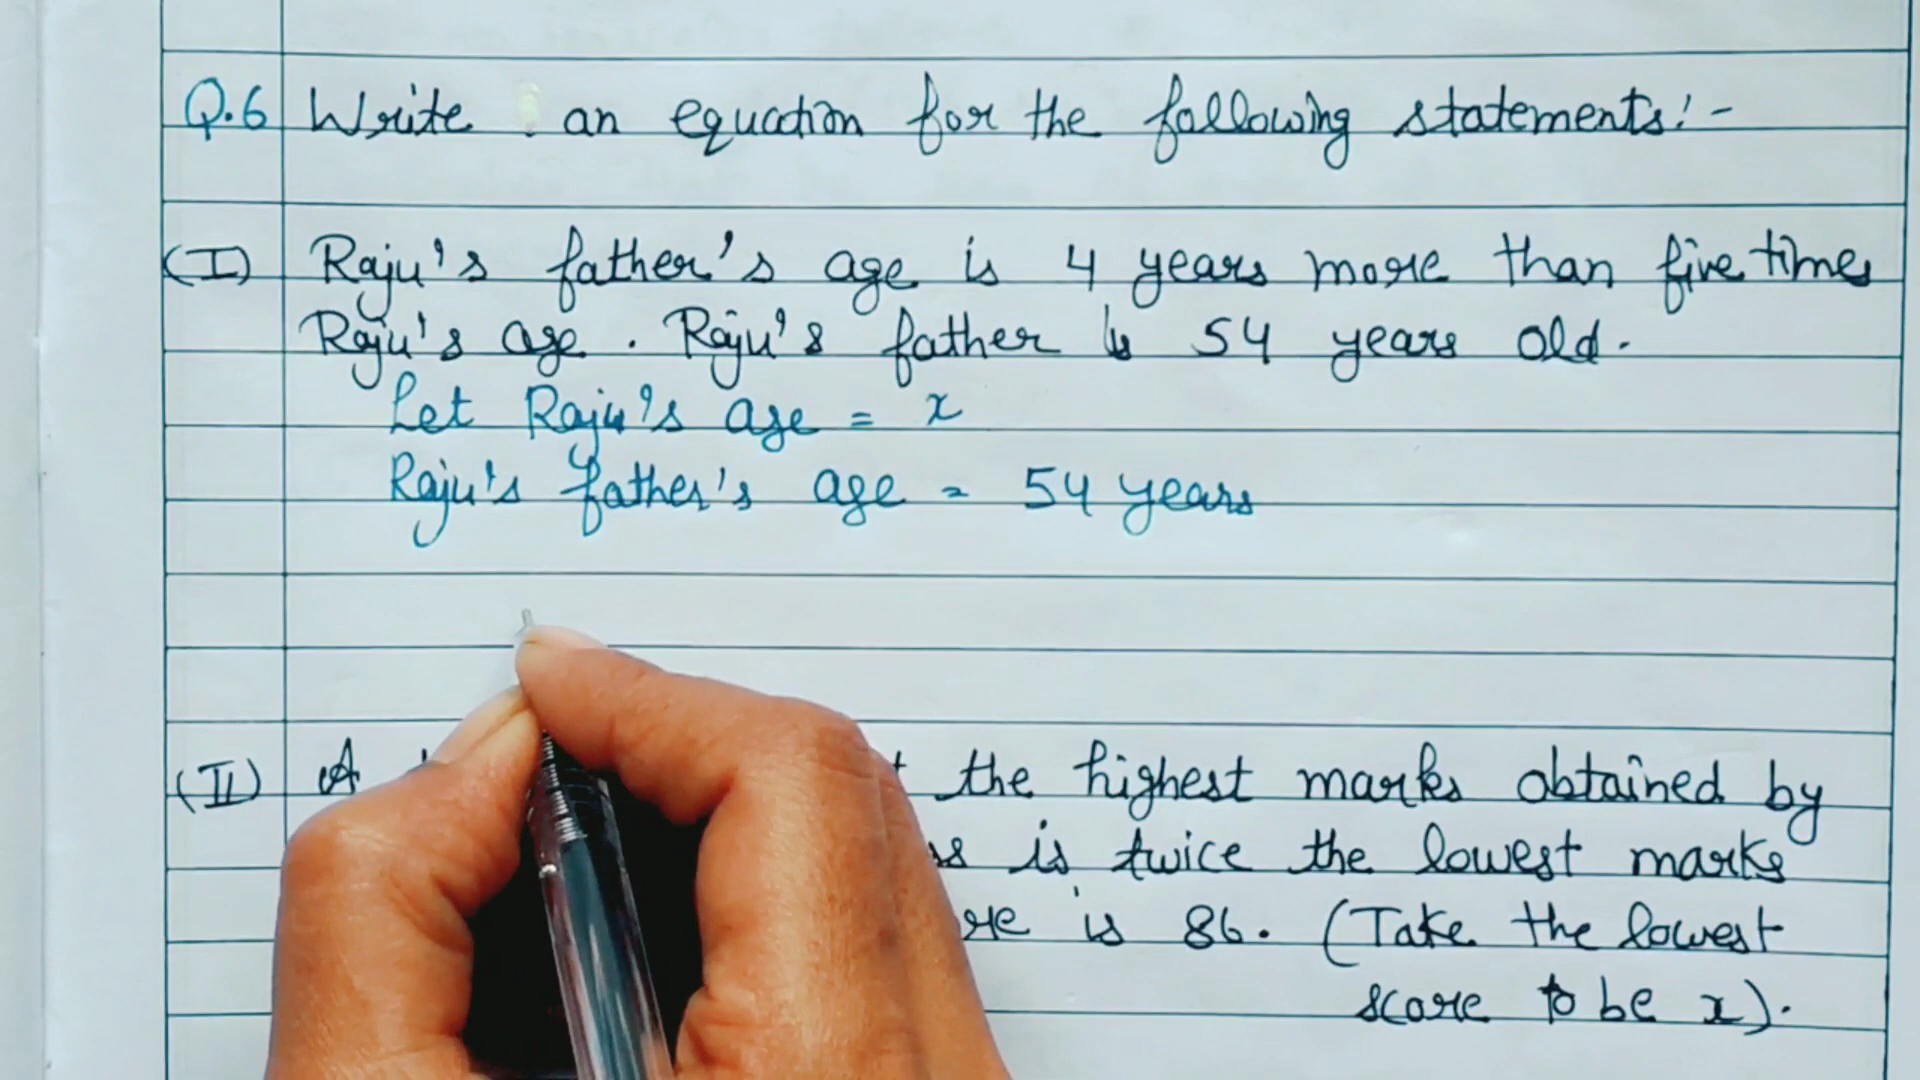 Q.6 Write an equation for the following statements:-
(I) Raju's father's age is 4 years more than five times
Raju's age. Raju's father is 54 years old.
Let Raju's age = x
Raju's father's age = 54 years
(II) A the highest marks obtained by
is twice the lowest marks
is 86. (Take the lowest
score to be x).